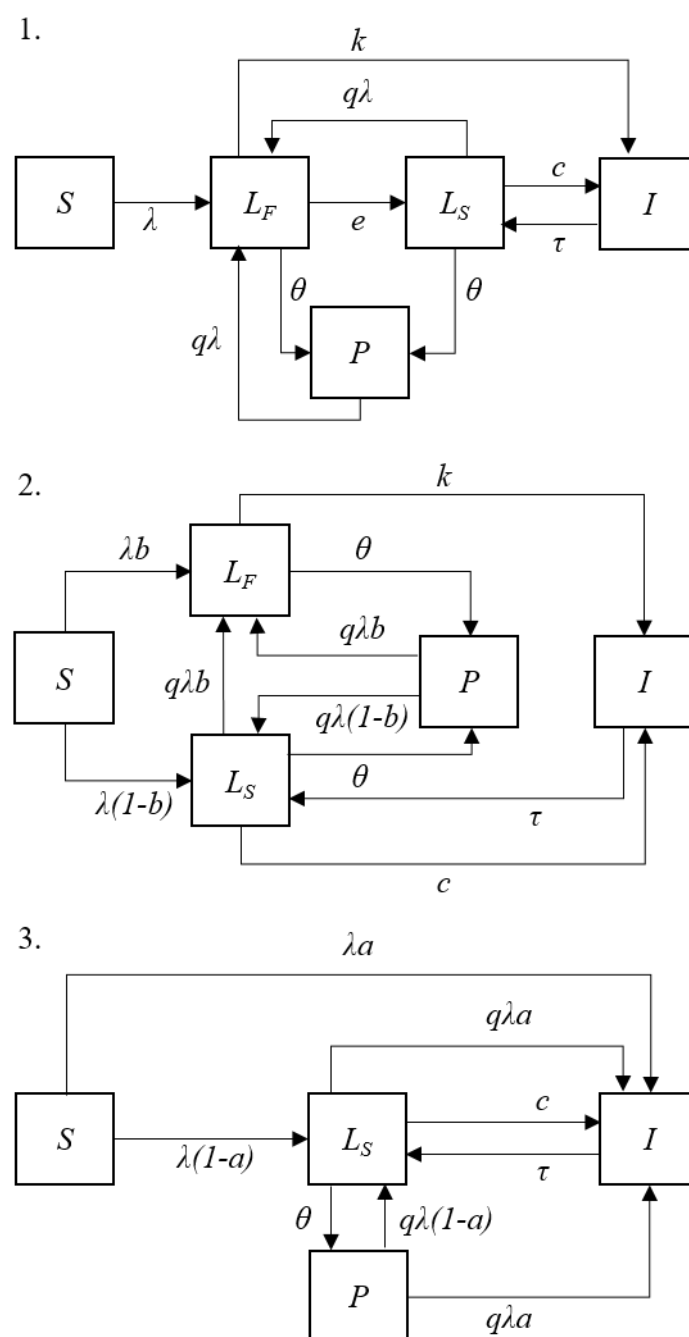 1.
k
qλ
S
λ
L_F
e
L_S
c
τ
I
θ
θ
qλ
P
2.
k
λb
L_F
θ
qλb
S
qλb
P
I
qλ(1-b)
λ(1-b)
L_S
θ
τ
c
3.
λa
qλa
S
λ(1-a)
L_S
c
τ
I
θ
qλ(1-a)
P
qλa